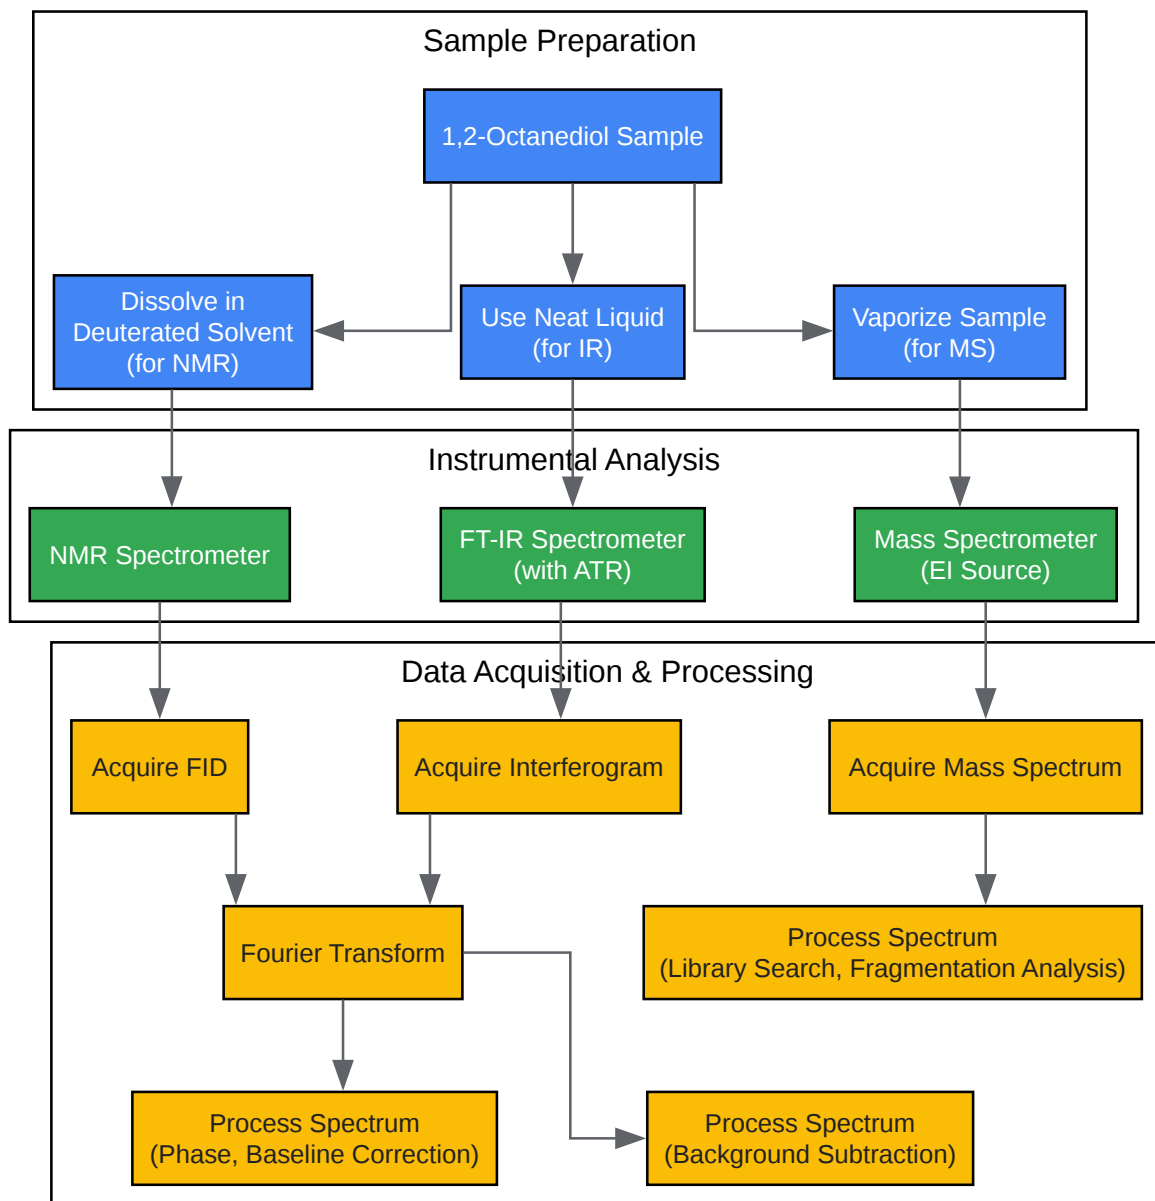 Sample Preparation
1,2-Octanediol Sample
Dissolve in
Deuterated Solvent
(for NMR)
Use Neat Liquid
(for IR)
Vaporize Sample
(for MS)
Instrumental Analysis
NMR Spectrometer
FT-IR Spectrometer
(with ATR)
Mass Spectrometer
(EI Source)
Data Acquisition & Processing
Acquire FID
Acquire Interferogram
Acquire Mass Spectrum
Fourier Transform
Process Spectrum
(Library Search, Fragmentation Analysis)
Process Spectrum
(Phase, Baseline Correction)
Process Spectrum
(Background Subtraction)